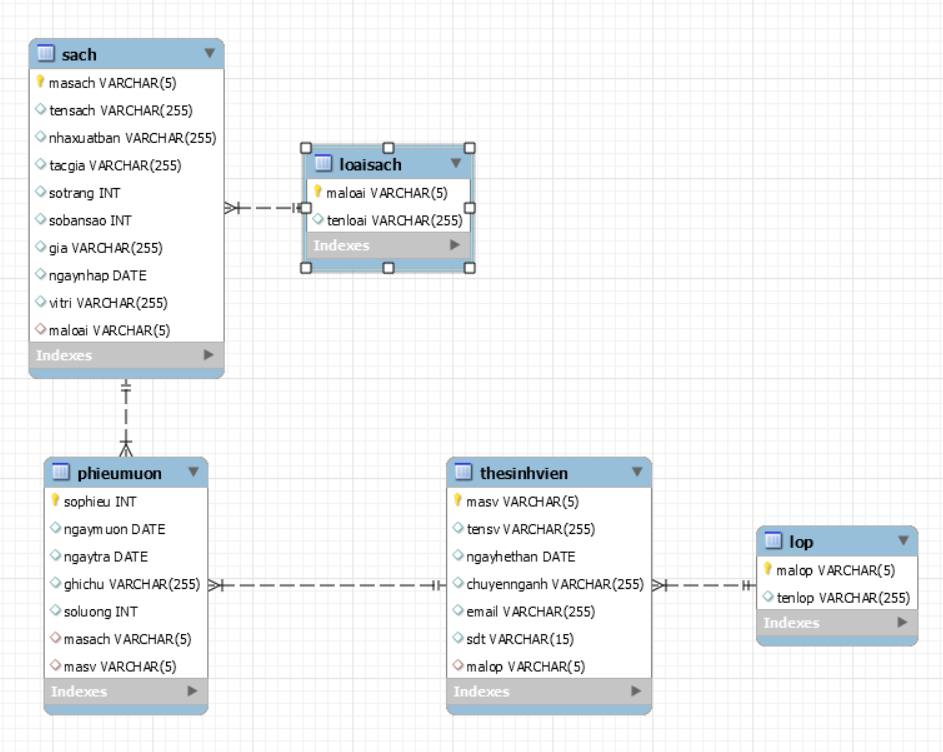 sach
masach VARCHAR(5)
tensach VARCHAR(255)
nhaxuatban VARCHAR(255)
tacgia VARCHAR(255)
sotrang INT
sobansao INT
gia VARCHAR(255)
ngaynhap DATE
vitri VARCHAR(255)
maloai VARCHAR(5)
Indexes
loaisach
maloai VARCHAR(5)
tenloai VARCHAR(255)
Indexes
phieumuon
sophieu INT
ngaymuon DATE
ngaytra DATE
ghichu VARCHAR(255)
soluong INT
masach VARCHAR(5)
masv VARCHAR(5)
Indexes
thesinhvien
masv VARCHAR(5)
tensv VARCHAR(255)
ngayhethan DATE
chuyennganh VARCHAR(255)
email VARCHAR(255)
sdt VARCHAR(15)
malop VARCHAR(5)
Indexes
lop
malop VARCHAR(5)
tenlop VARCHAR(255)
Indexes